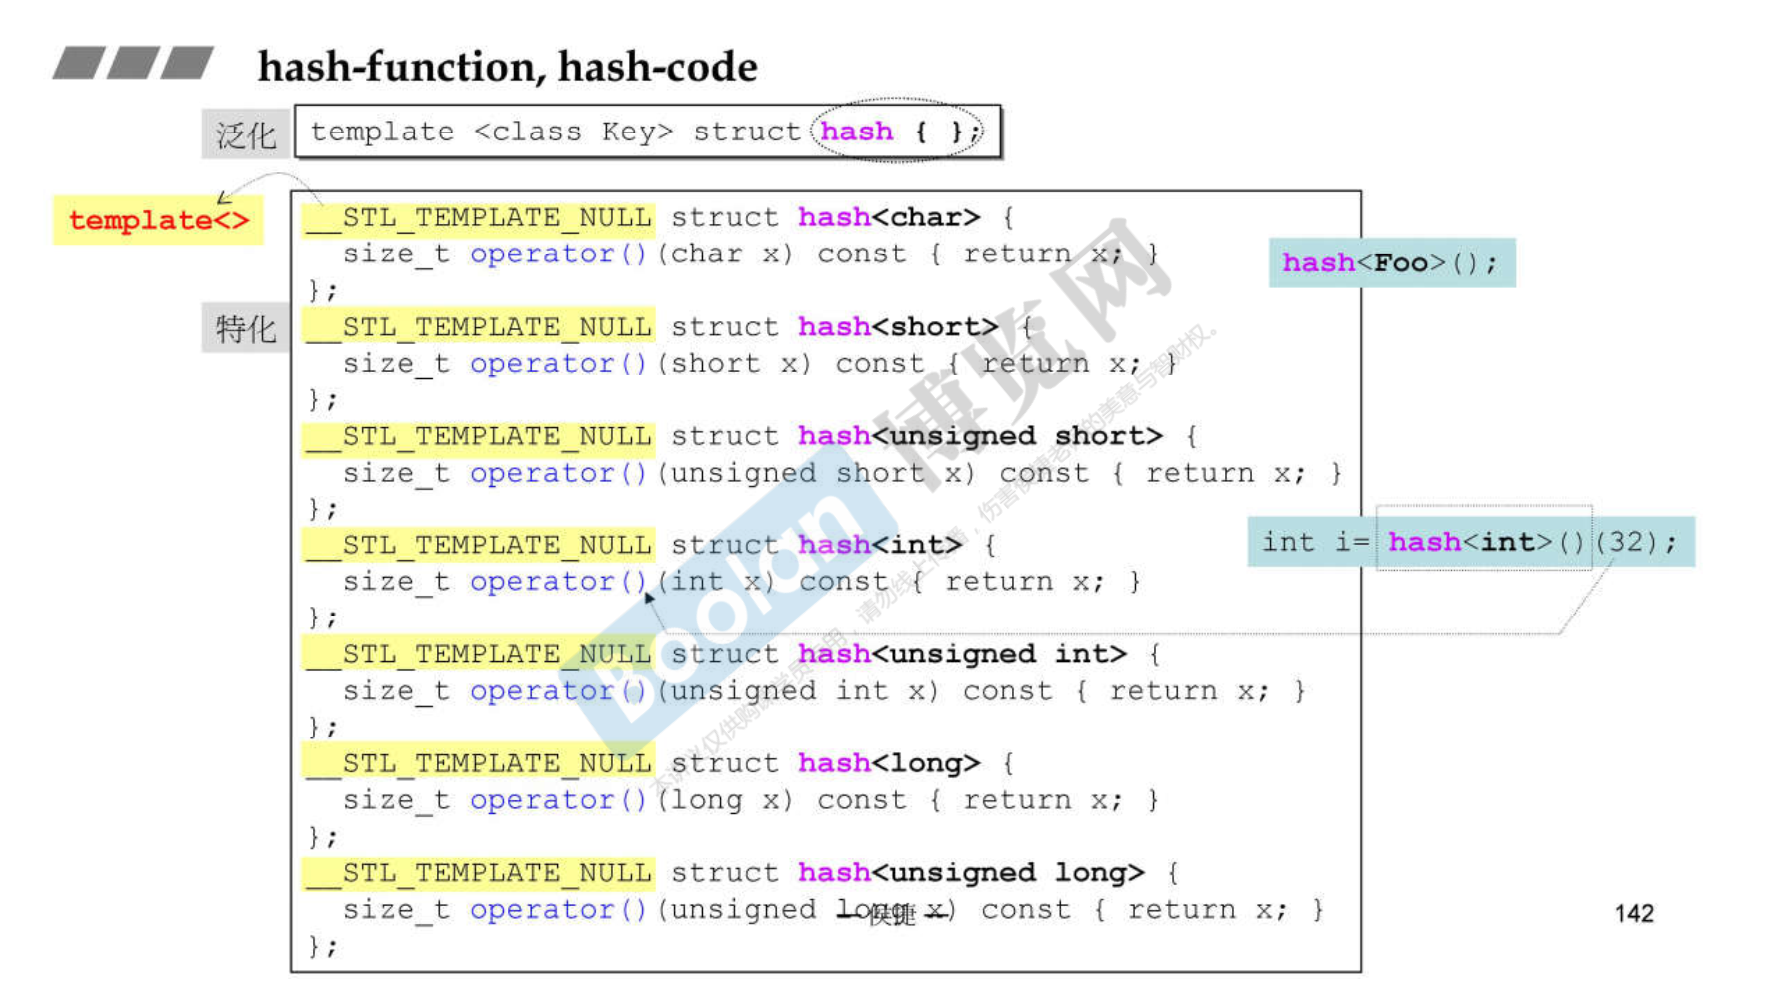 hash-function, hash-code
泛化
template <class Key> struct hash { };
template<>
__STL_TEMPLATE_NULL struct hash<char> {
size_t operator()(char x) const { return x; }
};
hash<Foo>();
特化
__STL_TEMPLATE_NULL struct hash<short> {
size_t operator()(short x) const { return x; }
};
__STL_TEMPLATE_NULL struct hash<unsigned short> {
size_t operator()(unsigned short x) const { return x; }
};
__STL_TEMPLATE_NULL struct hash<int> {
size_t operator()(int x) const { return x; }
};
int i= hash<int>()(32);
__STL_TEMPLATE_NULL struct hash<unsigned int> {
size_t operator()(unsigned int x) const { return x; }
};
__STL_TEMPLATE_NULL struct hash<long> {
size_t operator()(long x) const { return x; }
};
__STL_TEMPLATE_NULL struct hash<unsigned long> {
size_t operator()(unsigned long x) const { return x; }
};
— 侯捷 —
142
Boolan 博览网